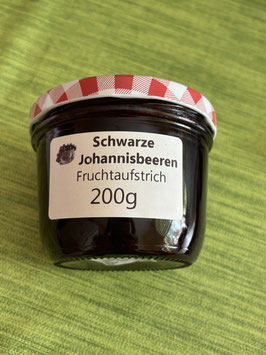 Schwarze
Johannisbeeren
Fruchtaufstrich
200g